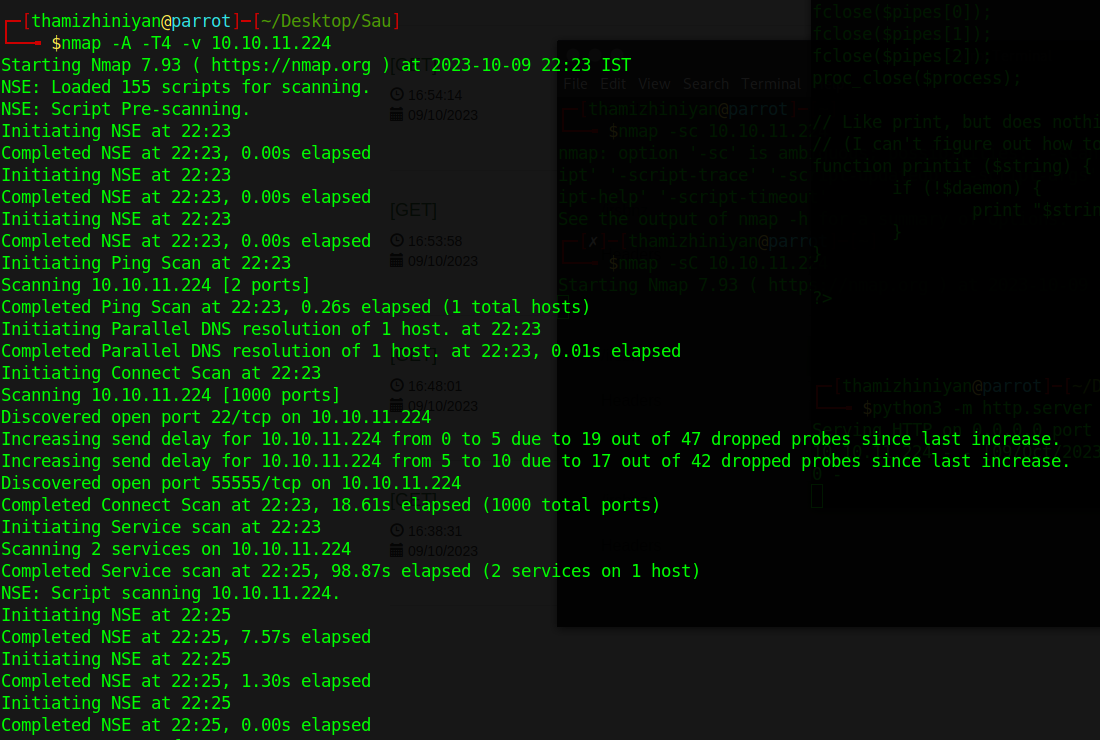 ┌─[thamizhiniyan@parrot]─[~/Desktop/Sau]
└──╼ $nmap -A -T4 -v 10.10.11.224
Starting Nmap 7.93 ( https://nmap.org ) at 2023-10-09 22:23 IST
NSE: Loaded 155 scripts for scanning.
NSE: Script Pre-scanning.
Initiating NSE at 22:23
Completed NSE at 22:23, 0.00s elapsed
Initiating NSE at 22:23
Completed NSE at 22:23, 0.00s elapsed
Initiating NSE at 22:23
Completed NSE at 22:23, 0.00s elapsed
Initiating Ping Scan at 22:23
Scanning 10.10.11.224 [2 ports]
Completed Ping Scan at 22:23, 0.26s elapsed (1 total hosts)
Initiating Parallel DNS resolution of 1 host. at 22:23
Completed Parallel DNS resolution of 1 host. at 22:23, 0.01s elapsed
Initiating Connect Scan at 22:23
Scanning 10.10.11.224 [1000 ports]
Discovered open port 22/tcp on 10.10.11.224
Increasing send delay for 10.10.11.224 from 0 to 5 due to 19 out of 47 dropped probes since last increase.
Increasing send delay for 10.10.11.224 from 5 to 10 due to 17 out of 42 dropped probes since last increase.
Discovered open port 55555/tcp on 10.10.11.224
Completed Connect Scan at 22:23, 18.61s elapsed (1000 total ports)
Initiating Service scan at 22:23
Scanning 2 services on 10.10.11.224
Completed Service scan at 22:25, 98.87s elapsed (2 services on 1 host)
NSE: Script scanning 10.10.11.224.
Initiating NSE at 22:25
Completed NSE at 22:25, 7.57s elapsed
Initiating NSE at 22:25
Completed NSE at 22:25, 1.30s elapsed
Initiating NSE at 22:25
Completed NSE at 22:25, 0.00s elapsed
16:54:14
09/10/2023
[GET]
16:53:58
09/10/2023
16:48:01
09/10/2023
16:38:31
09/10/2023
File Edit View Search Terminal
thamizhiniyan@parrot
$nmap -sc 10.10.11.2
nmap: option '-sc' is amb
ipt' '-script-trace' '-sc
ipt-help' '-script-timeou
See the output of nmap -h
[✗]─[thamizhiniyan@parr
$nmap -sC 10.10.11.2
Starting Nmap 7.93 ( http
fclose($pipes[0]);
fclose($pipes[1]);
fclose($pipes[2]);
proc_close($process);
// Like print, but does nothi
// (I can't figure out how to
function printit ($string) {
if (!$daemon) {
print "$strin
}
}
?>
[thamizhiniyan@parrot]─[~/D
$python3 -m http.server
Serving HTTP on 0.0.0.0 port